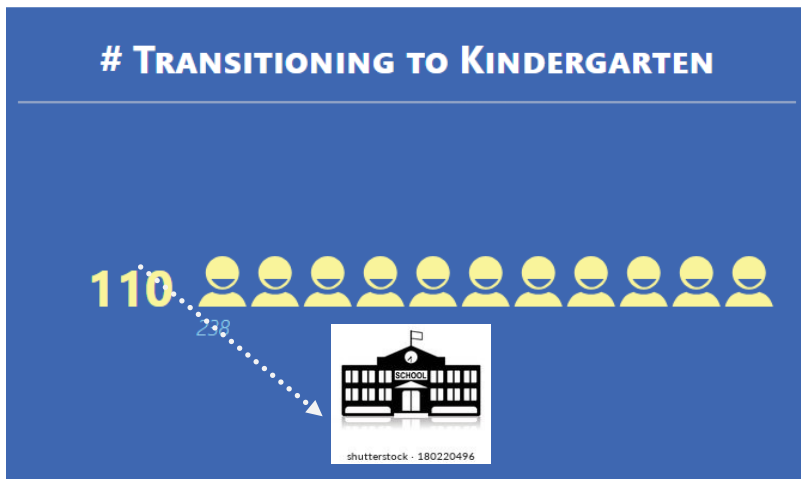 # Transitioning to Kindergarten
110
238
SCHOOL
shutterstock · 180220496